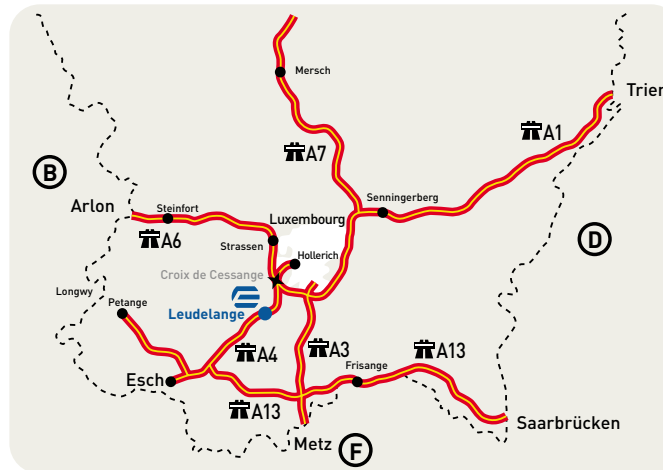 Mersch
Trier
A1
A7
B
Steinfort
Senningerberg
Arlon
Luxembourg
D
A6
Strassen
Hollerich
Croix de Cessange
Longwy
Petange
Leudelange
A4
A3
A13
Frisange
Esch
A13
Saarbrücken
Metz
F